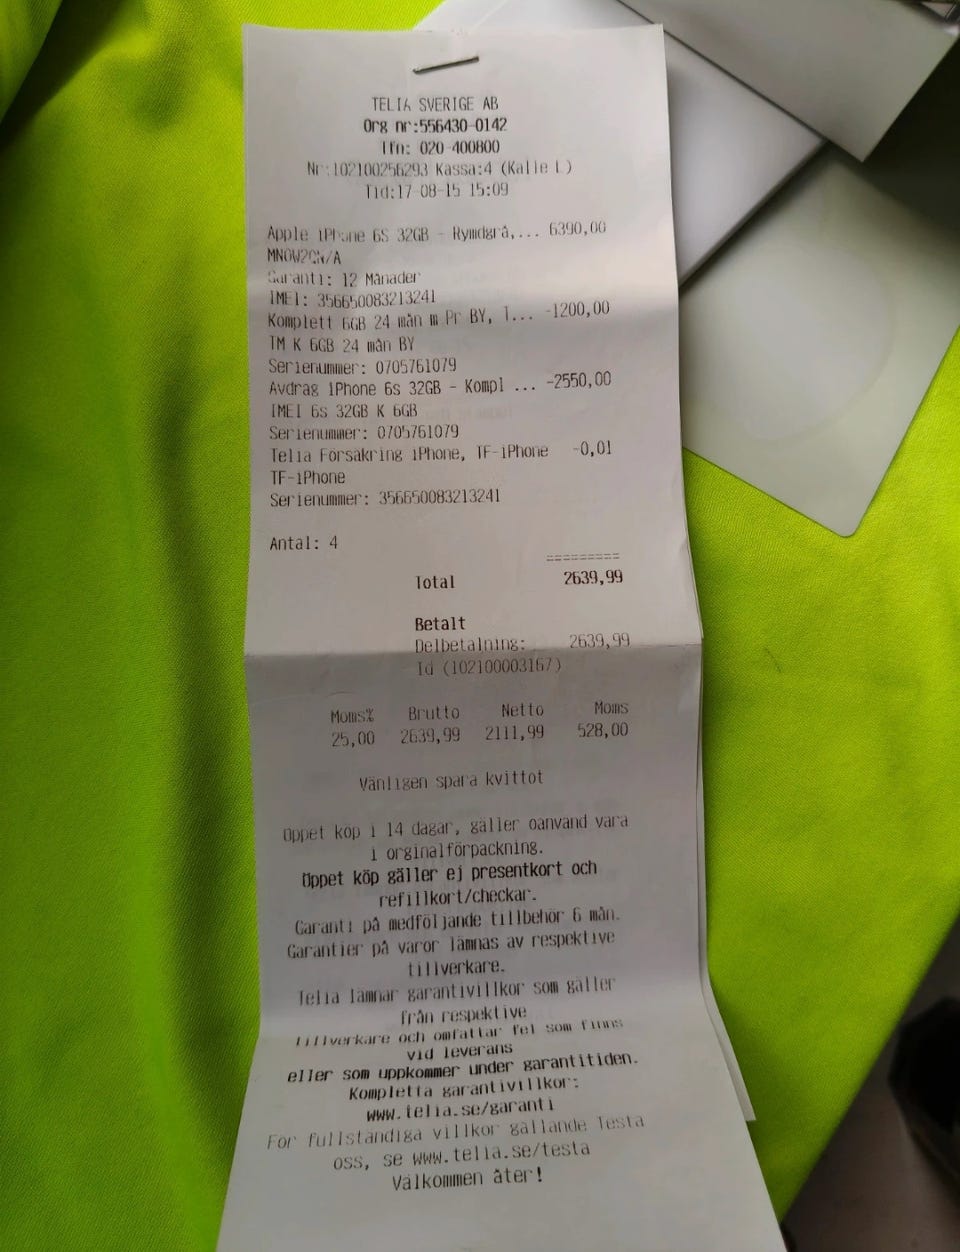 TELIA SVERIGE AB
Org nr:556430-0142
Tfn: 020-400800
Nr:102100256293 Kassa:4 (Kalle L)
Tid:17-08-15 15:09
Apple iPhone 6S 32GB - Rymdgrå,... 6390,00
MN0W2QN/A
Garanti: 12 Månader
IMEI: 356650083213241
Komplett 6GB 24 mån m Pr BY, T... -1200,00
TM K 6GB 24 mån BY
Serienummer: 0705761079
Avdrag iPhone 6s 32GB - Kompl ... -2550,00
IMEI 6s 32GB K 6GB
Serienummer: 0705761079
Telia Försäkring iPhone, TF-iPhone -0,01
TF-iPhone
Serienummer: 356650083213241
Antal: 4
=========
Total 2639,99
Betalt
Delbetalning: 2639,99
Id (102100003167)
Moms% Brutto Netto Moms
25,00 2639,99 2111,99 528,00
Vänligen spara kvittot
Öppet köp i 14 dagar, gäller oanvänd vara
i orginalförpackning.
Öppet köp gäller ej presentkort och
refillkort/checkar.
Garanti på medföljande tillbehör 6 mån.
Garantier på varor lämnas av respektive
tillverkare.
Telia lämnar garantivillkor som gäller
från respektive
tillverkare och omfattar fel som finns
vid leverans
eller som uppkommer under garantitiden.
Kompletta garantivillkor:
www.telia.se/garanti
För fullständiga villkor gällande Testa
oss, se www.telia.se/testa
Välkommen åter!